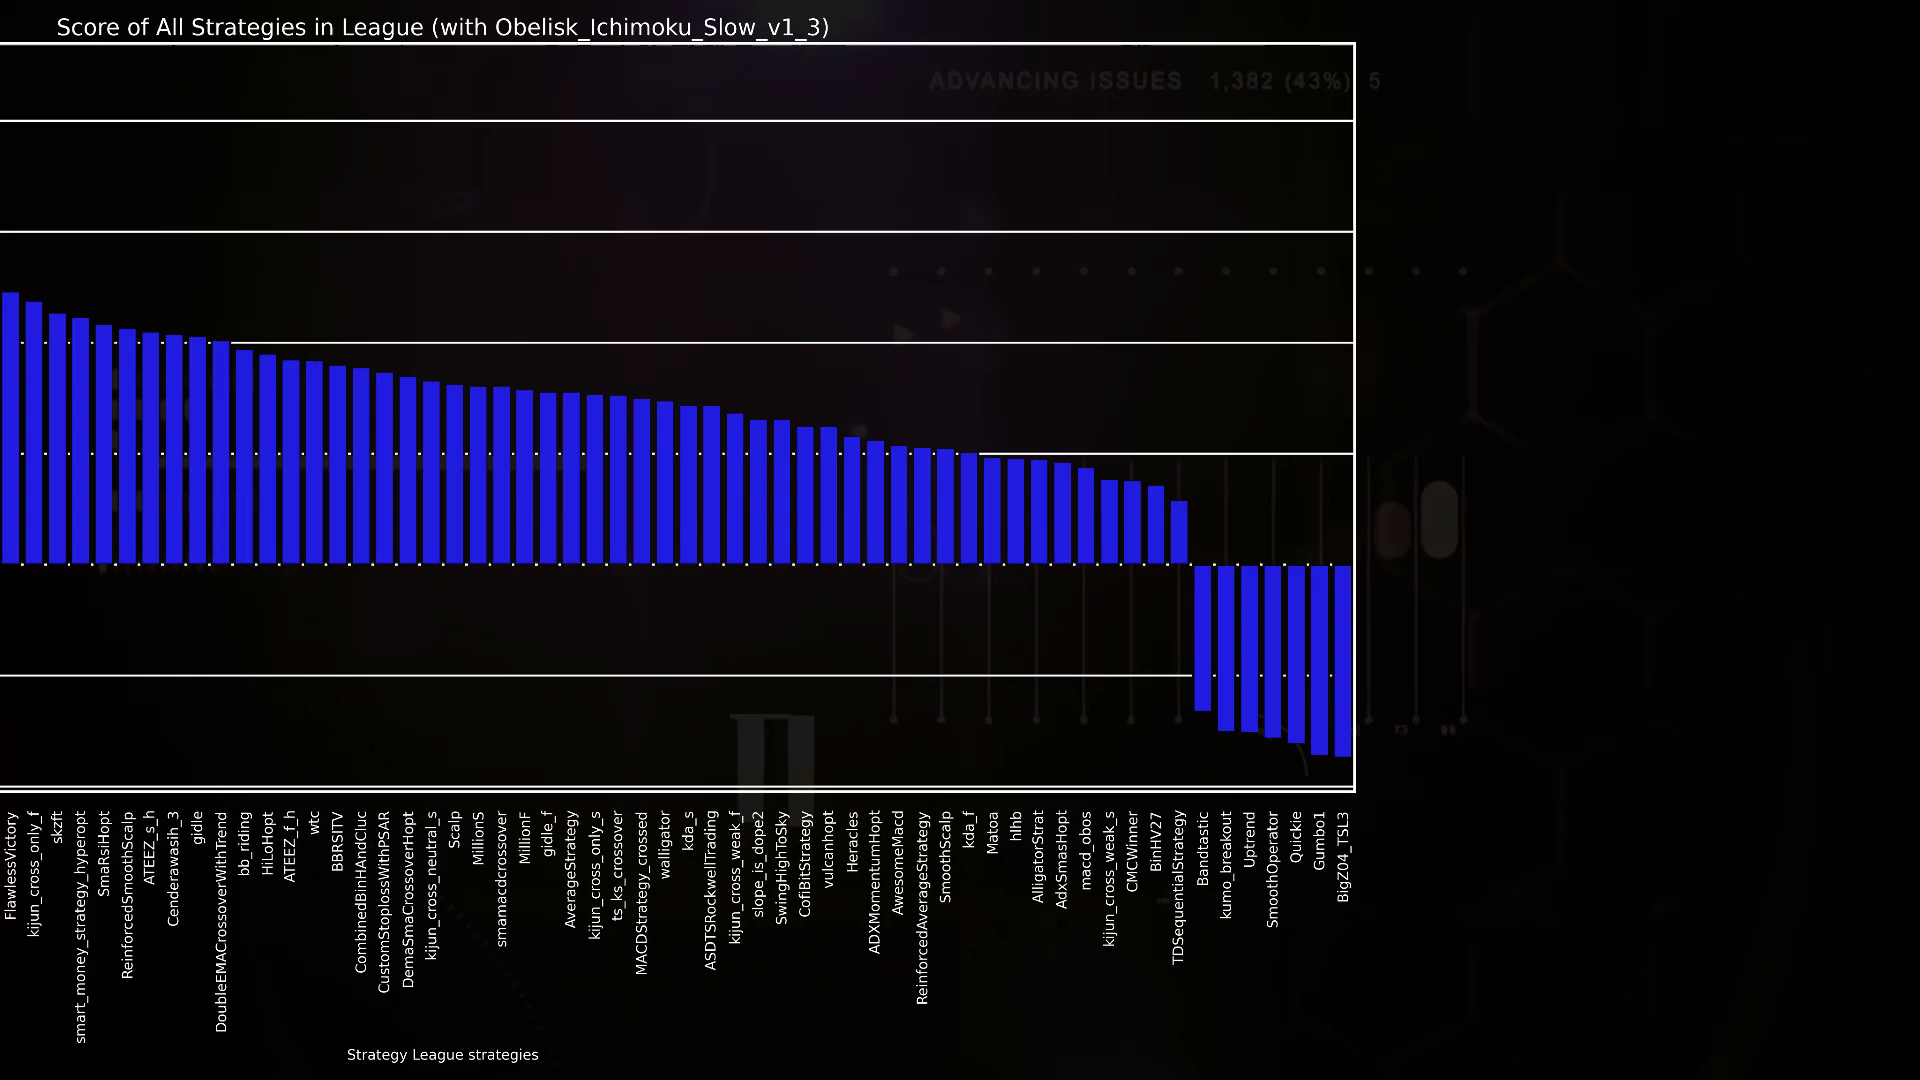 Score of All Strategies in League (with Obelisk_Ichimoku_Slow_v1_3)
ADVANCING ISSUES 1,382 (43%) 5
FlawlessVictory
kijun_cross_only_f
skzft
smart_money_strategy_hyperopt
SmaRsiHopt
ReinforcedSmoothScalp
ATEEZ_s_h
Cenderawasih_3
gidle
DoubleEMACrossoverWithTrend
bb_riding
HiLoHopt
ATEEZ_f_h
wtc
BBRSITV
CombinedBinHAndCluc
CustomStoplossWithPSAR
DemaSmaCrossoverHopt
kijun_cross_neutral_s
Scalp
MillionS
smamacdcrossover
MillionF
gidle_f
AverageStrategy
kijun_cross_only_s
ts_ks_crossover
MACDStrategy_crossed
walligator
kda_s
ASDTSRockwellTrading
kijun_cross_weak_f
slope_is_dope2
SwingHighToSky
CofiBitStrategy
vulcanhopt
Heracles
ADXMomentumHopt
AwesomeMacd
ReinforcedAverageStrategy
SmoothScalp
kda_f
Matoa
hlhb
AlligatorStrat
AdxSmasHopt
macd_obos
kijun_cross_weak_s
CMCWinner
BinHV27
TDSequentialStrategy
Bandtastic
kumo_breakout
Uptrend
SmoothOperator
Quickie
Gumbo1
BigZ04_TSL3
Strategy League strategies